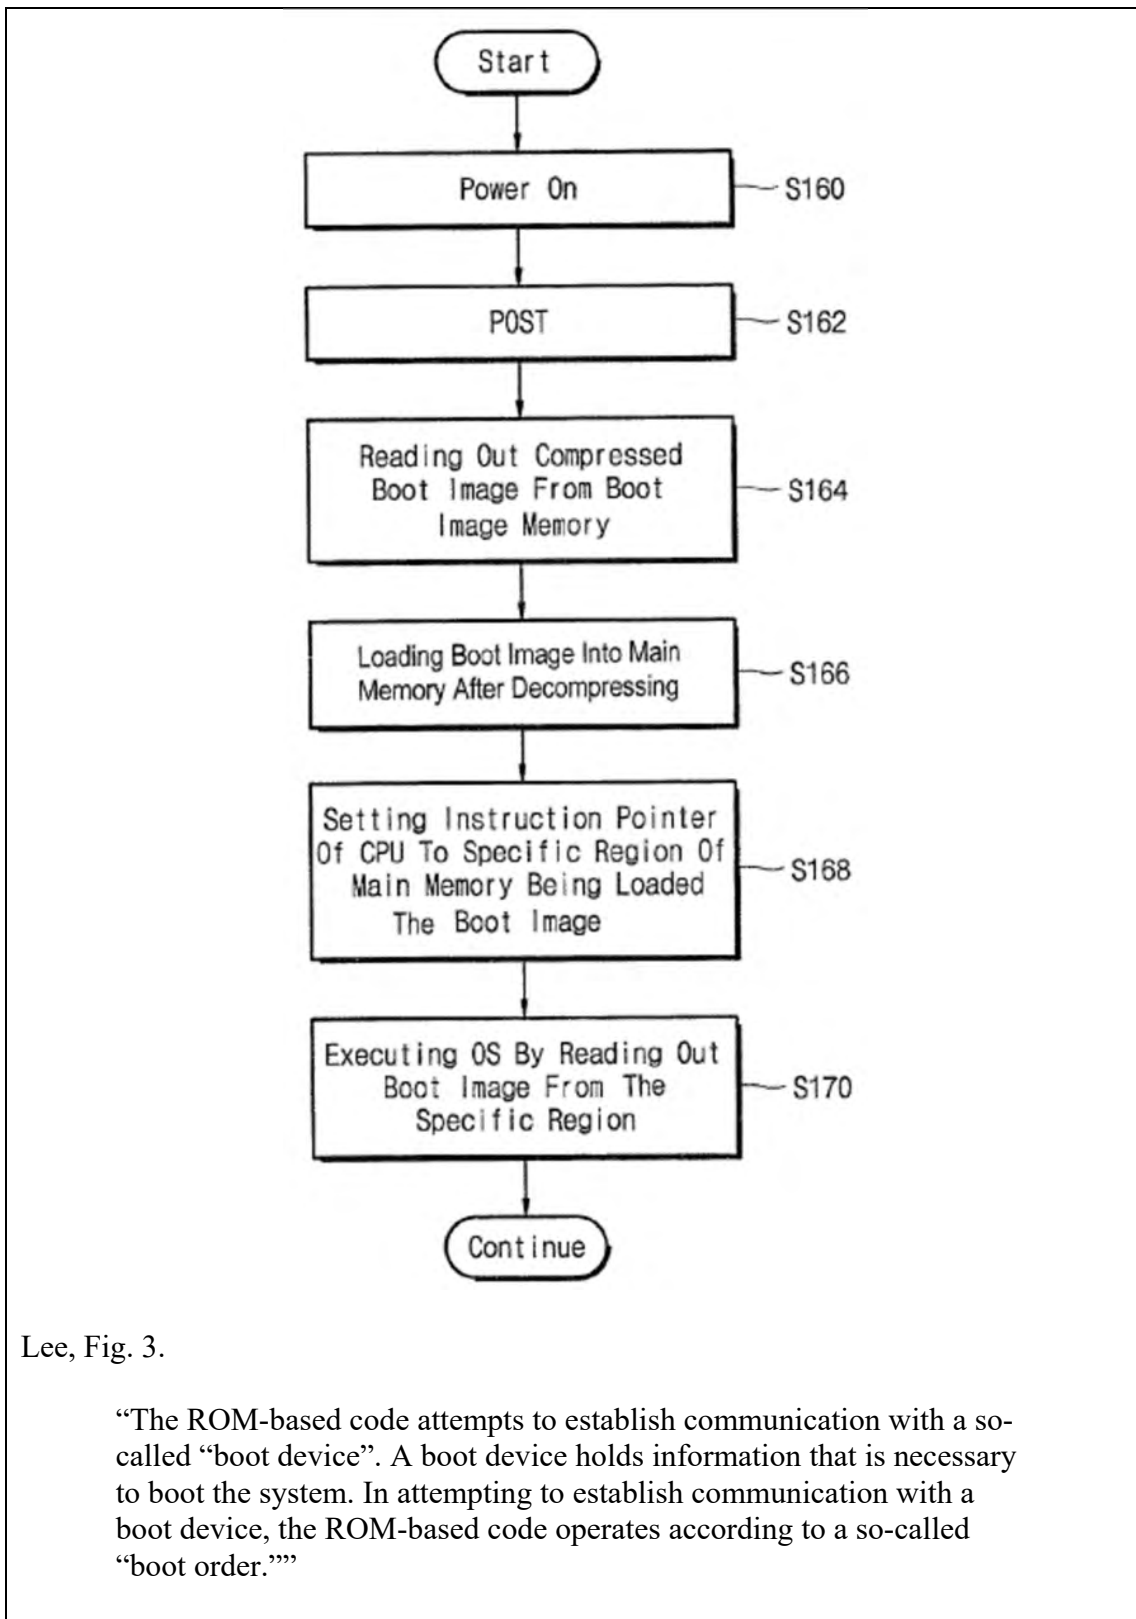 Start
Power On
S160
POST
S162
Reading Out Compressed
Boot Image From Boot
Image Memory
S164
Loading Boot Image Into Main
Memory After Decompressing
S166
Setting Instruction Pointer
Of CPU To Specific Region Of
Main Memory Being Loaded
The Boot Image
S168
Executing OS By Reading Out
Boot Image From The
Specific Region
S170
Continue
Lee, Fig. 3.
“The ROM-based code attempts to establish communication with a so-
called “boot device”. A boot device holds information that is necessary
to boot the system. In attempting to establish communication with a
boot device, the ROM-based code operates according to a so-called
“boot order.””